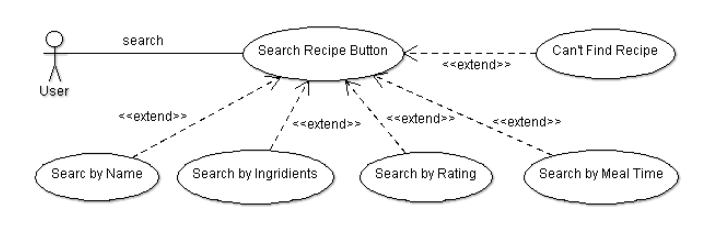 search
Search Recipe Button
Can't Find Recipe
<<extend>>
User
<<extend>>
<<extend>>
<<extend>>
<<extend>>
Searc by Name
Search by Ingridients
Search by Rating
Search by Meal Time